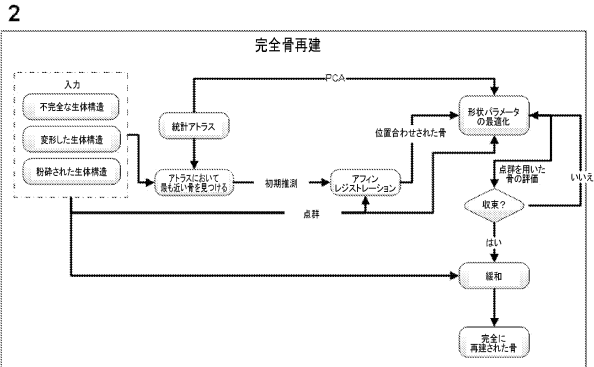 2
完全骨再建
入力
不完全な生体構造
変形した生体構造
粉砕された生体構造
統計アトラス
PCA
形状パラメータ
の最適化
位置合わせされた骨
アトラスにおいて
最も近い骨を見つける
初期推測
アフィン
レジストレーション
点群
点群を用いた
骨の評価
いいえ
収束?
はい
緩和
完全に
再建された骨